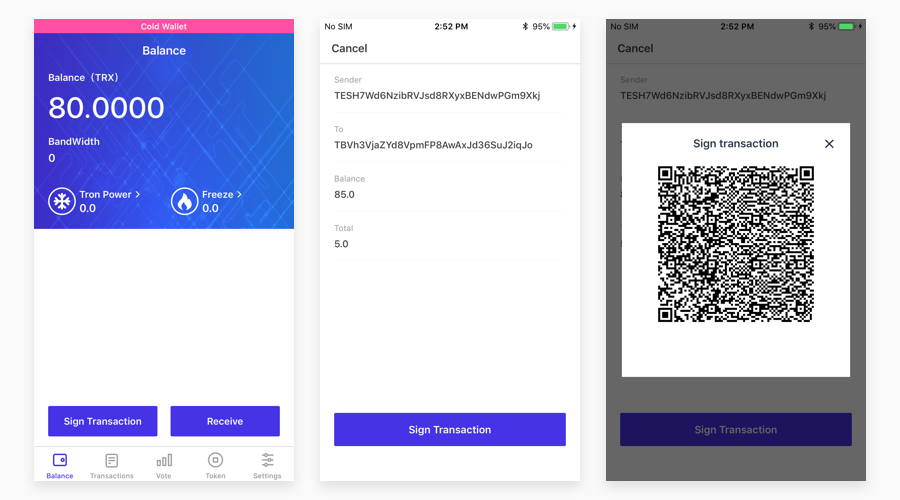 Cold Wallet
Balance
Balance（TRX）
80.0000
BandWidth
0
Tron Power >
0.0
Freeze >
0.0
Sign Transaction
Receive
Balance
Transactions
Vote
Token
Settings
No SIM 2:52 PM 95%
Cancel
Sender
TESH7Wd6NzibRVJsd8RXyxBENdwPGm9Xkj
To
TBVh3VjaZYd8VpmFP8AwAxJd36SuJ2iqJo
Balance
85.0
Total
5.0
Sign Transaction
No SIM 2:52 PM 95%
Cancel
Sender
TESH7Wd6NzibRVJsd8RXyxBENdwPGm9Xkj
Sign transaction
Sign Transaction